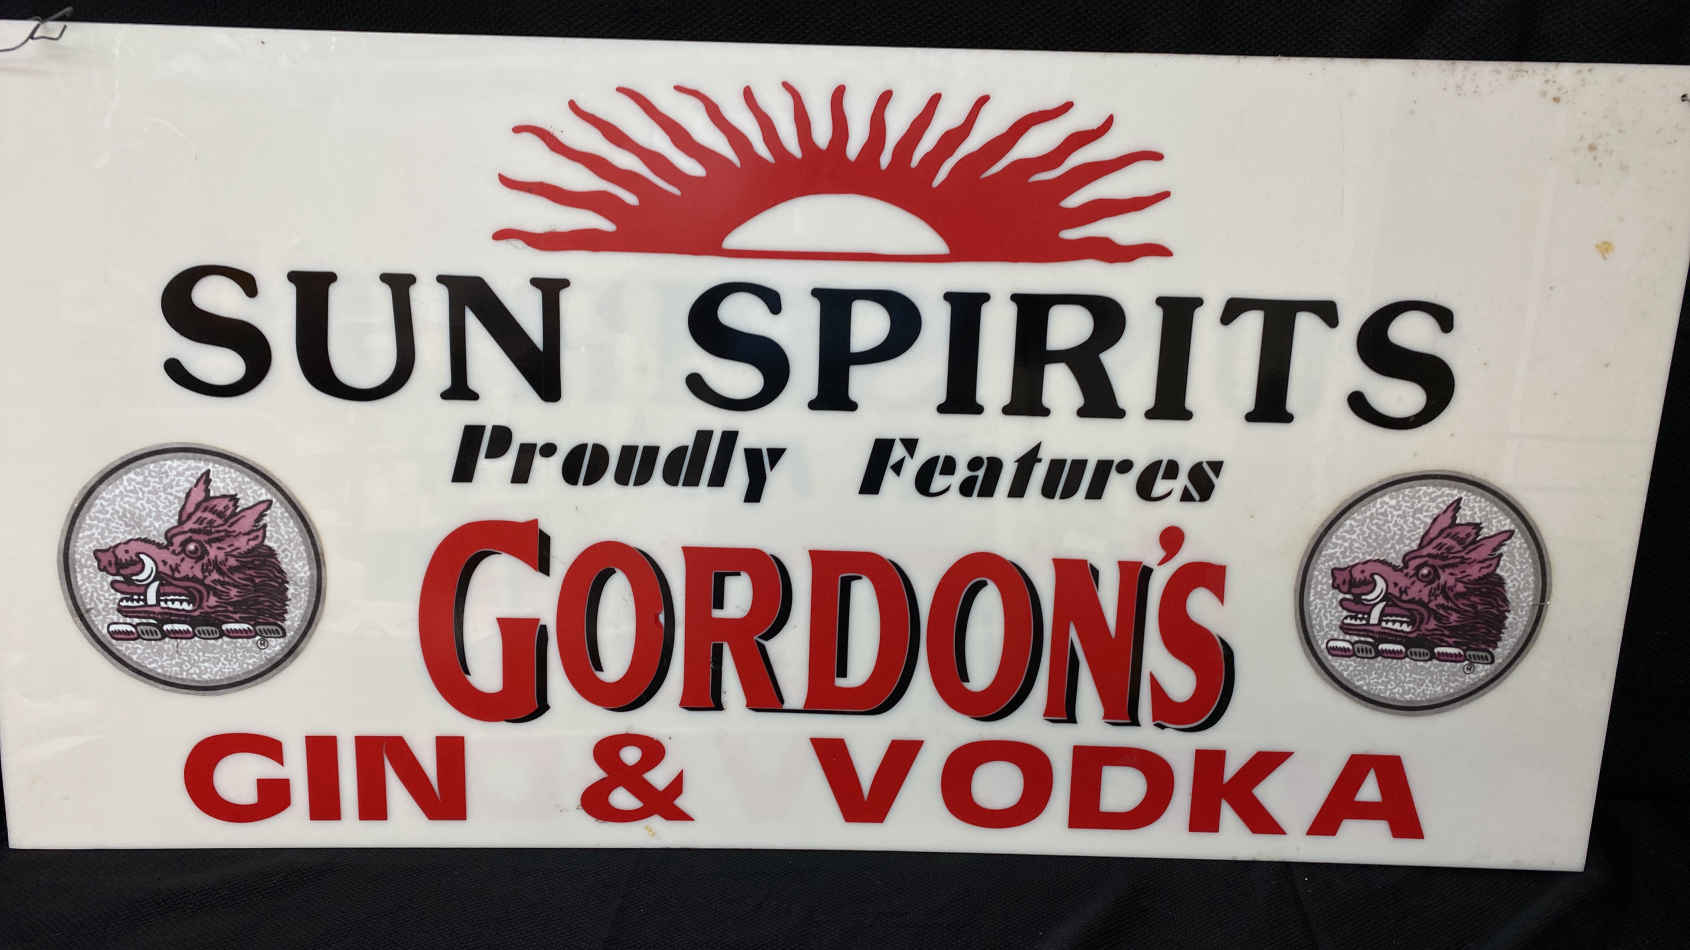 SUN SPIRITS
Proudly Features
GORDON'S
GIN & VODKA
® ®